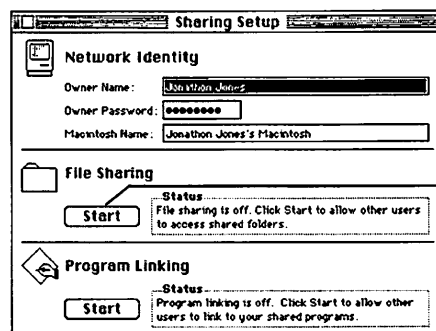 Sharing Setup
Network Identity
Owner Name: Jonathon Jones
Owner Password: ●●●●●●●●
Macintosh Name: Jonathon Jones's Macintosh
File Sharing
Status
Start
File sharing is off. Click Start to allow other users
to access shared folders.
Program Linking
Status
Start
Program linking is off. Click Start to allow other
users to link to your shared programs.